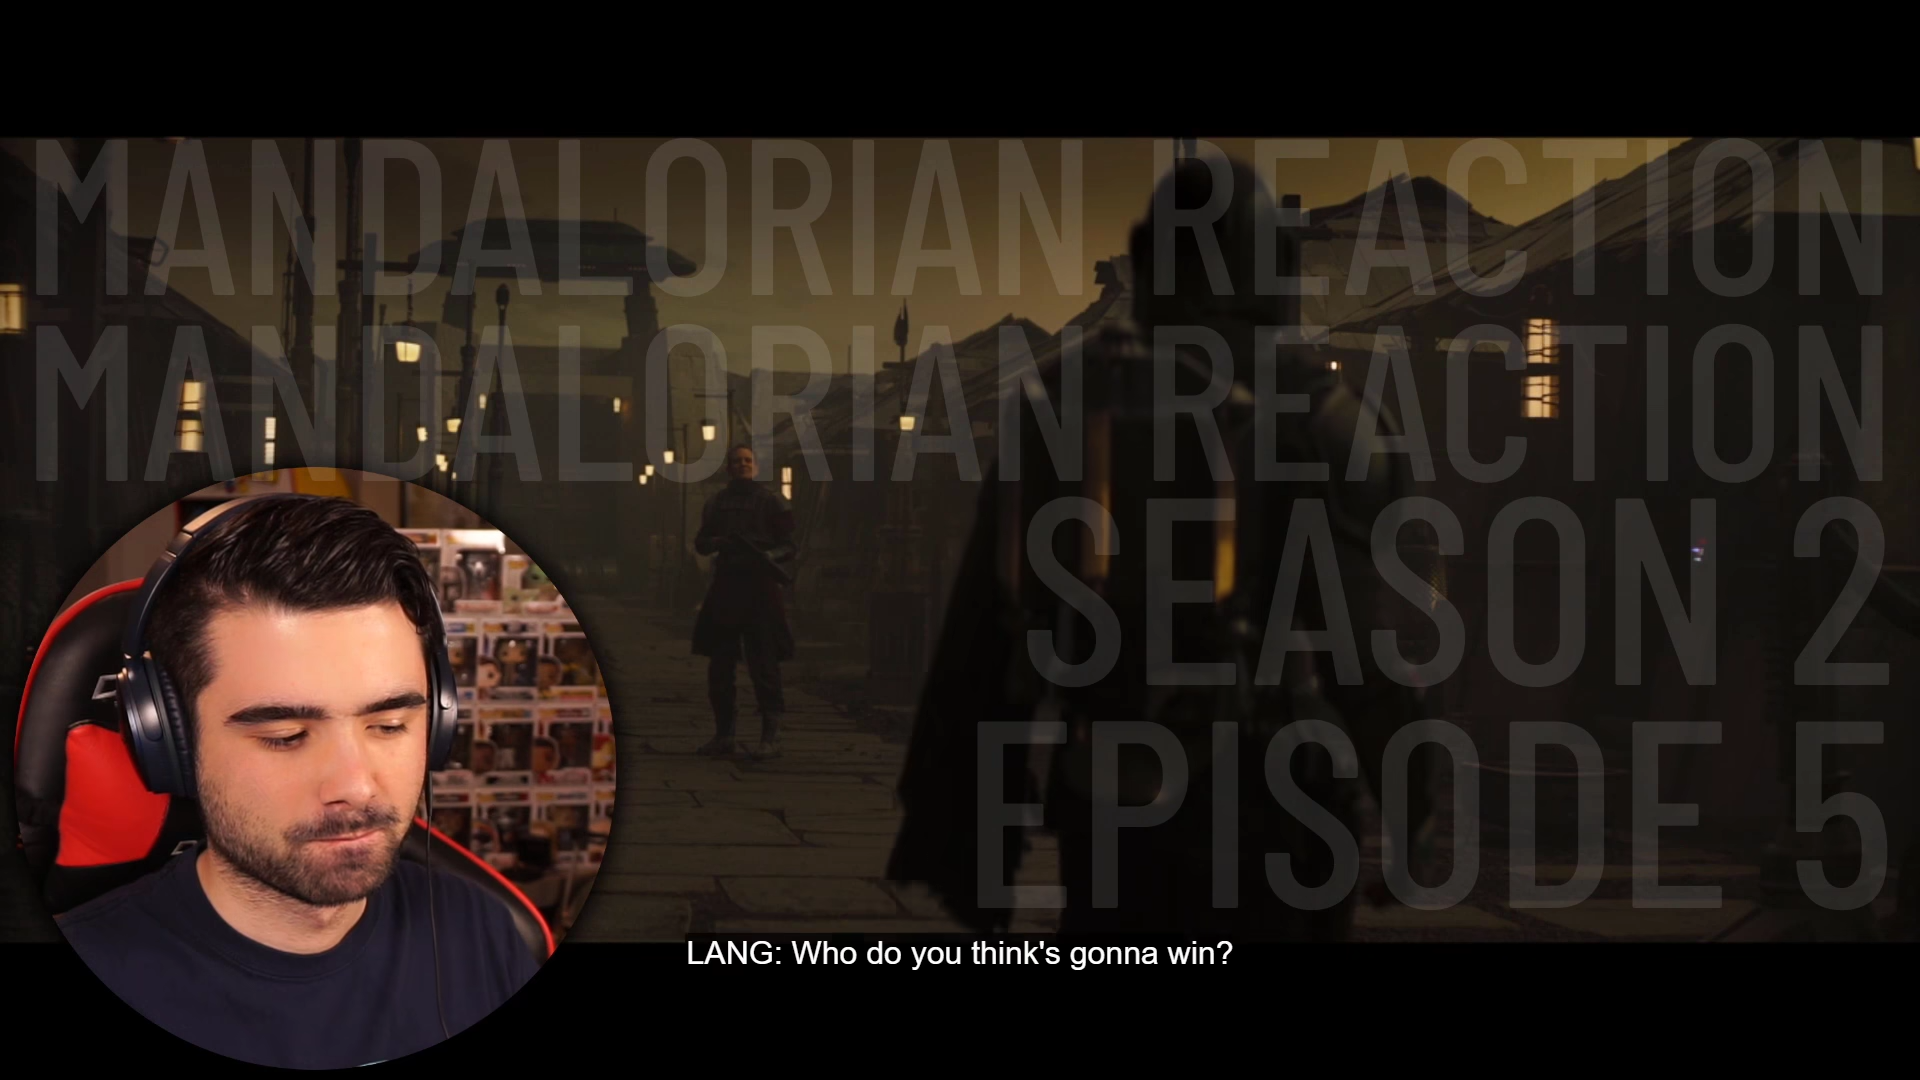 MANDALORIAN REACTION
MANDALORIAN REACTION
SEASON 2
EPISODE 5
LANG: Who do you think's gonna win?